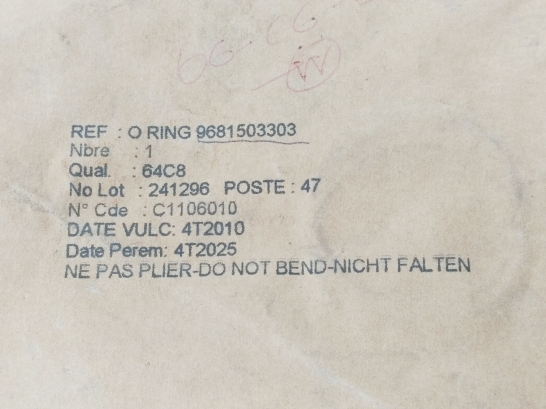 REF : O RING 9681503303
Nbre : 1
Qual. : 64C8
No Lot : 241296 POSTE : 47
N° Cde : C1106010
DATE VULC: 4T2010
Date Perem: 4T2025
NE PAS PLIER-DO NOT BEND-NICHT FALTEN